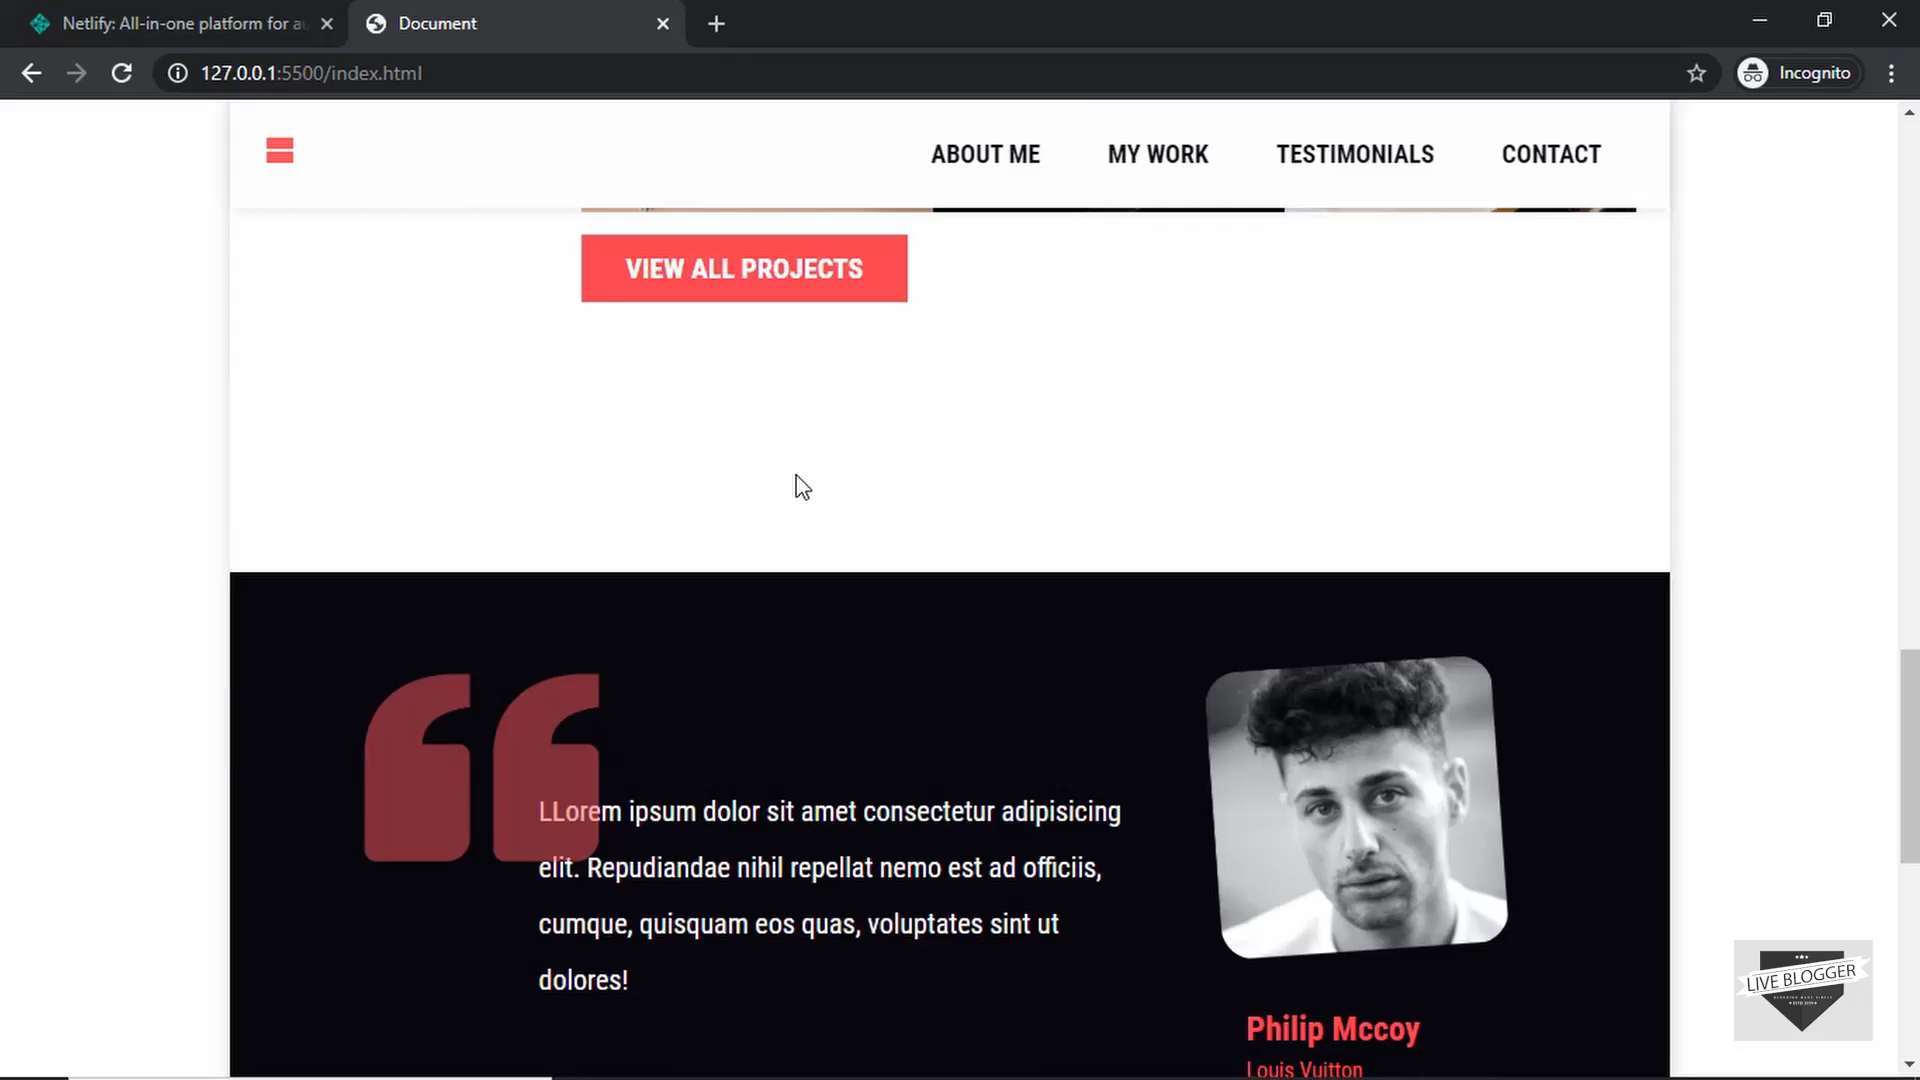 Netlify: All-in-one platform for au
Document
127.0.0.1:5500/index.html
Incognito
ABOUT ME
MY WORK
TESTIMONIALS
CONTACT
VIEW ALL PROJECTS
LLorem ipsum dolor sit amet consectetur adipisicing
elit. Repudiandae nihil repellat nemo est ad officiis,
cumque, quisquam eos quas, voluptates sint ut
dolores!
Philip Mccoy
Louis Vuitton
LIVE BLOGGER